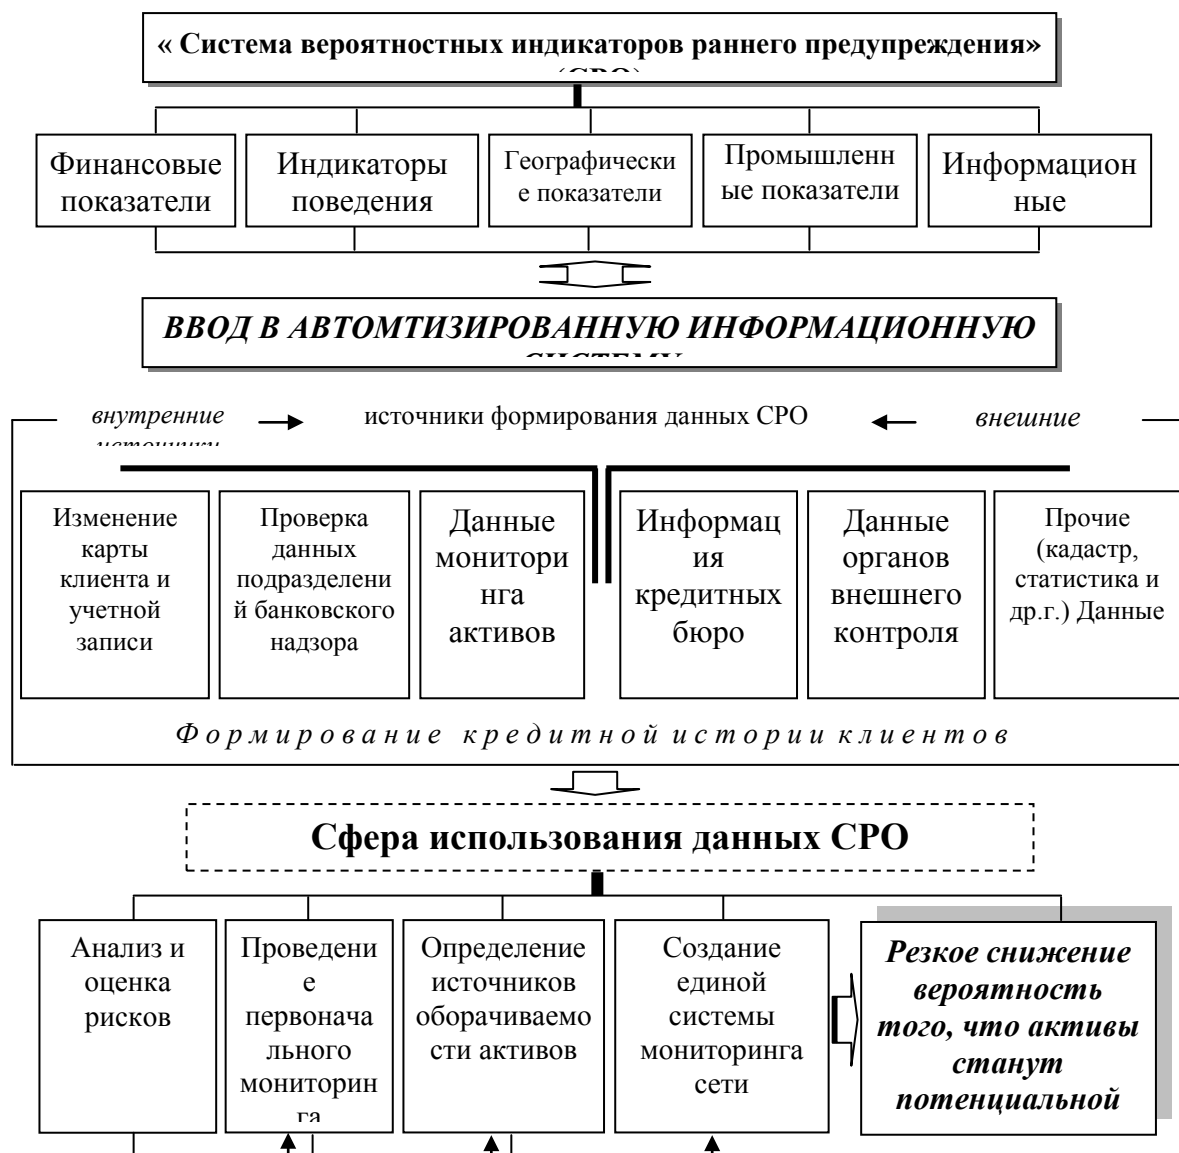 « Система вероятностных индикаторов раннего предупреждения»
(СРО)
Финансовые
показатели
Индикаторы
поведения
Географически
е показатели
Промышленн
ые показатели
Информацион
ные
ВВОД В АВТОМТИЗИРОВАННУЮ ИНФОРМАЦИОННУЮ
СИСТЕМУ
внутренние
источники
источники формирования данных СРО
внешние
Изменение
карты
клиента и
учетной
записи
Проверка
данных
подразделени
й банковского
надзора
Данные
монитори
нга
активов
Информац
ия
кредитных
бюро
Данные
органов
внешнего
контроля
Прочие
(кадастр,
статистика и
др.г.) Данные
Формирование кредитной истории клиентов
Сфера использования данных СРО
Анализ и
оценка
рисков
Проведени
е
первонача
льного
мониторин
га
Определение
источников
оборачиваемо
сти активов
Создание
единой
системы
мониторинга
сети
Резкое снижение
вероятность
того, что активы
станут
потенциальной